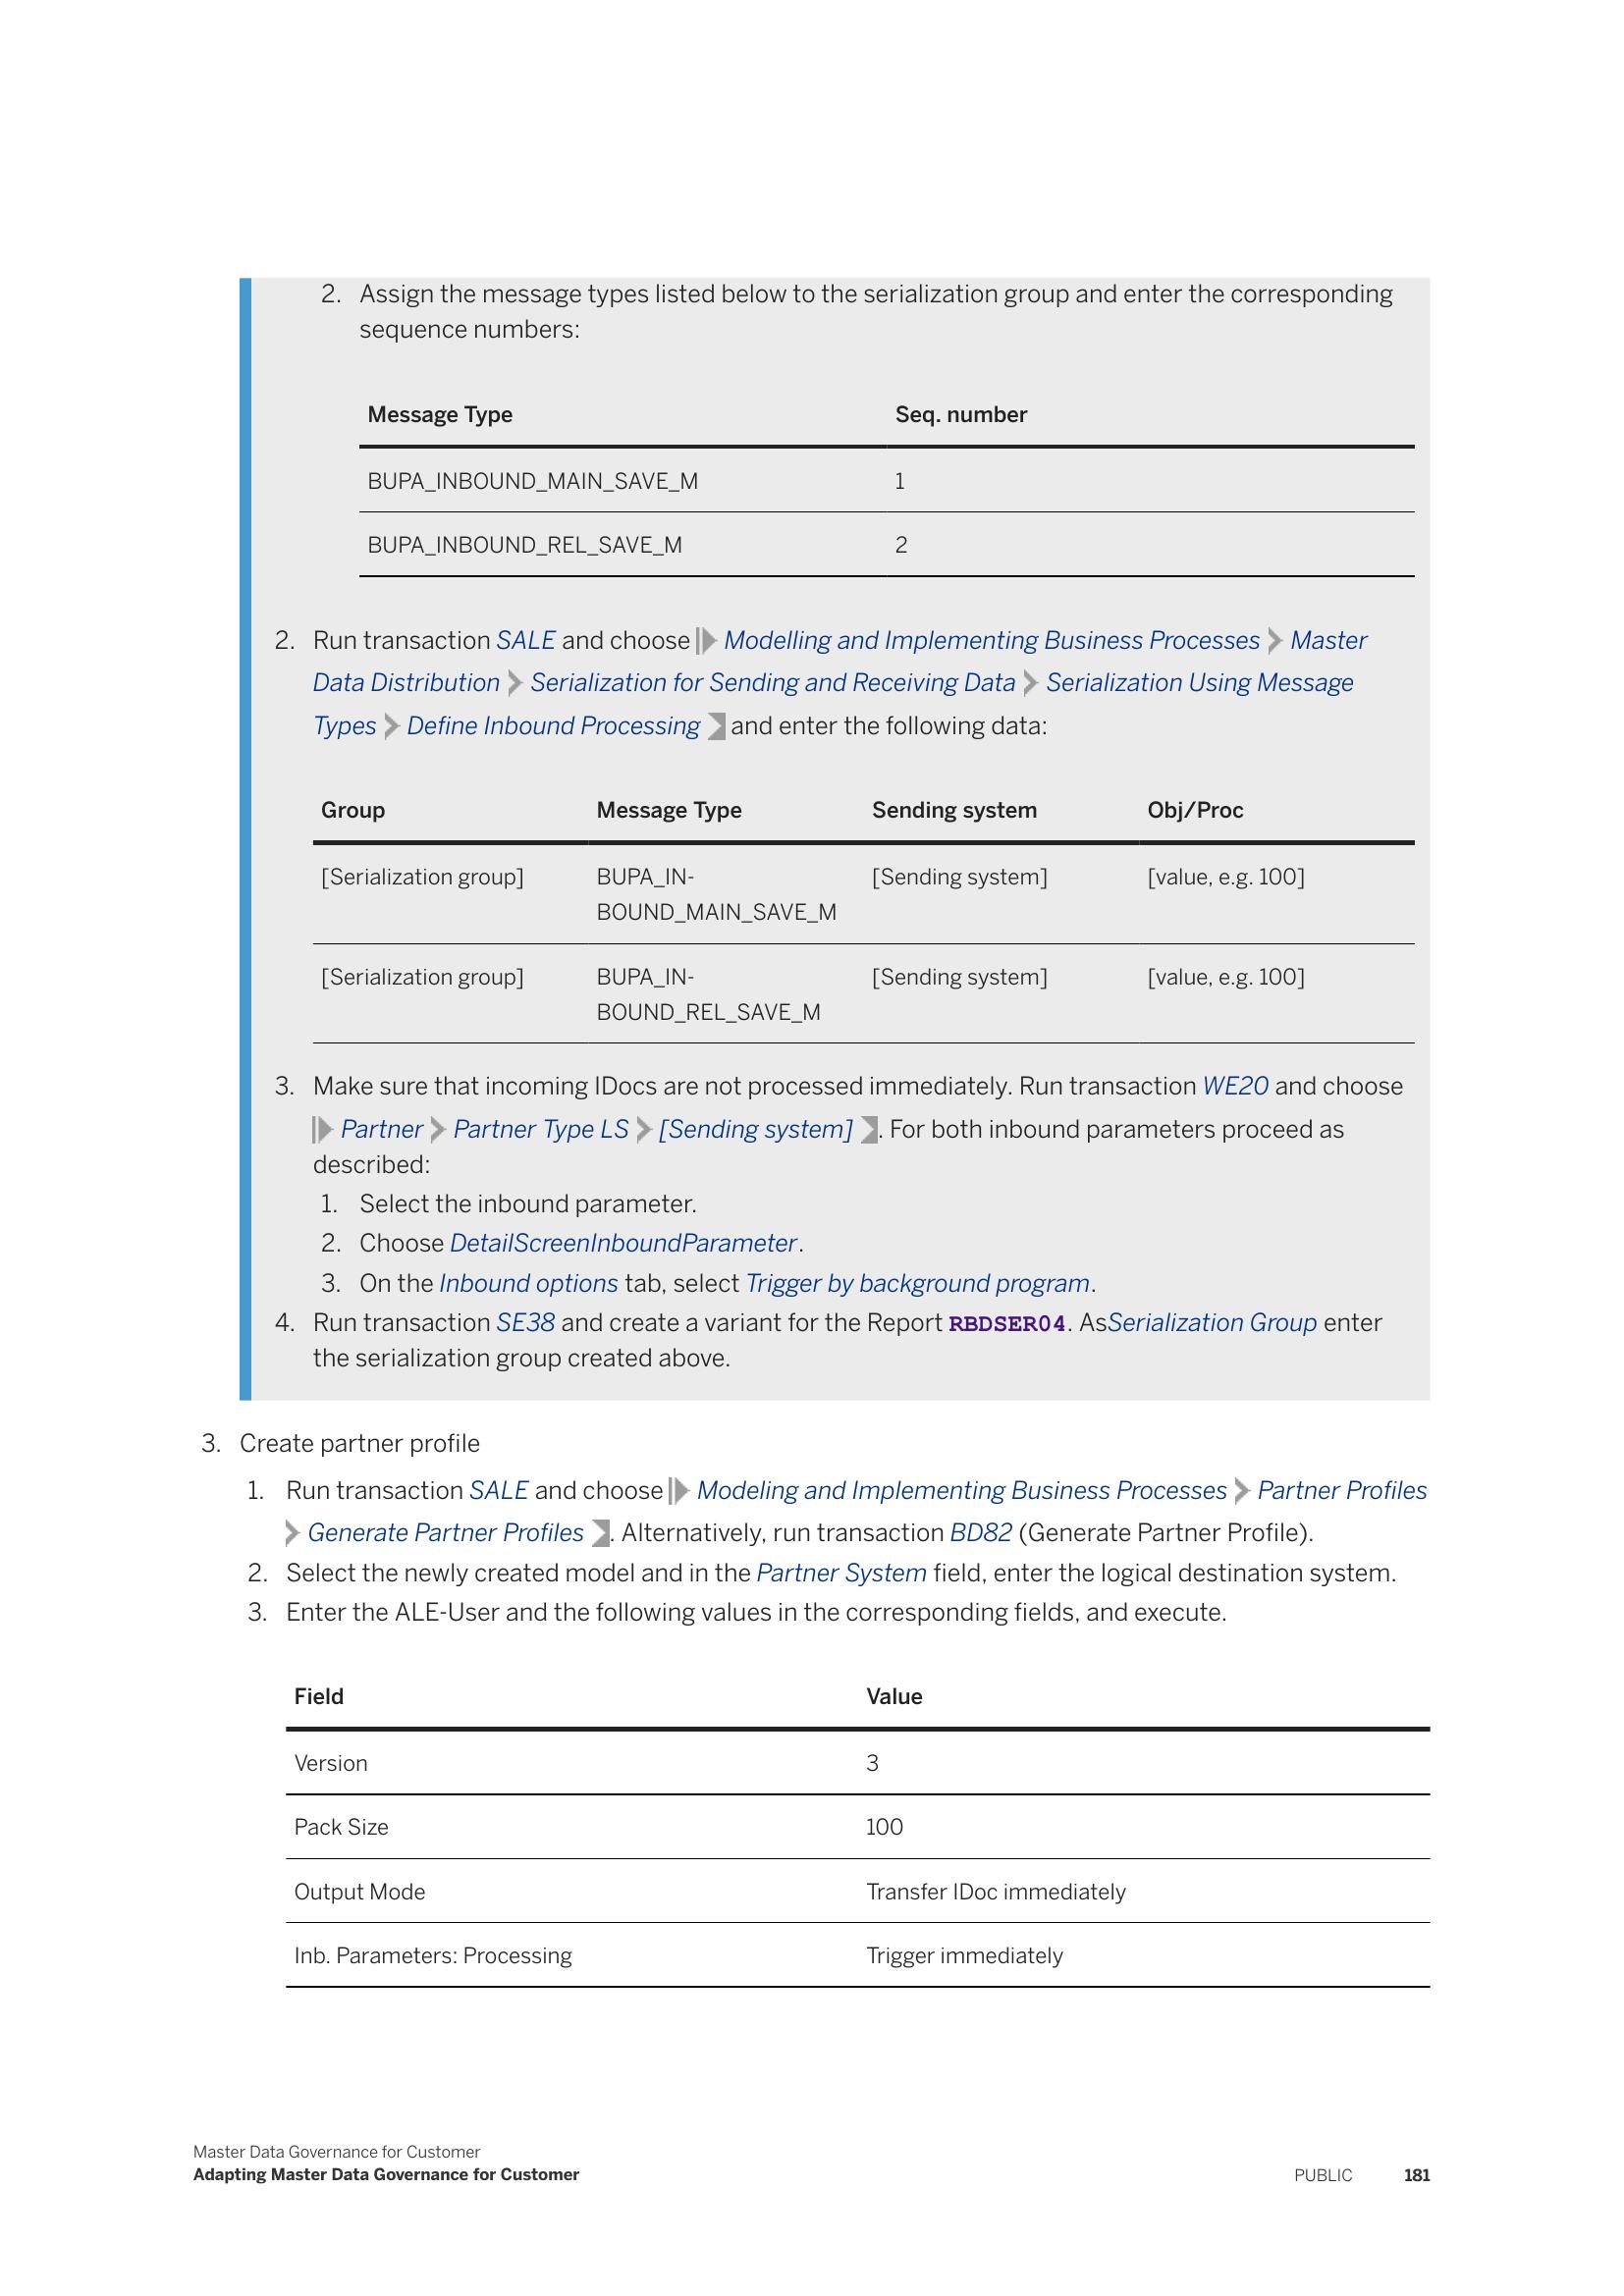 2. Assign the message types listed below to the serialization group and enter the corresponding
sequence numbers:
Message Type Seq. number
BUPA_INBOUND_MAIN_SAVE_M 1
BUPA_INBOUND_REL_SAVE_M 2
2. Run transaction SALE and choose Modelling and Implementing Business Processes Master
Data Distribution Serialization for Sending and Receiving Data Serialization Using Message
Types Define Inbound Processing and enter the following data:
Group Message Type Sending system Obj/Proc
[Serialization group] BUPA_IN- [Sending system] [value, e.g. 100]
BOUND_MAIN_SAVE_M
[Serialization group] BUPA_IN- [Sending system] [value, e.g. 100]
BOUND_REL_SAVE_M
3. Make sure that incoming IDocs are not processed immediately. Run transaction WE20 and choose
Partner Partner Type LS [Sending system] . For both inbound parameters proceed as
described:
1. Select the inbound parameter.
2. Choose DetailScreenInboundParameter.
3. On the Inbound options tab, select Trigger by background program.
4. Run transaction SE38 and create a variant for the Report RBDSER04. AsSerialization Group enter
the serialization group created above.
3. Create partner profile
1. Run transaction SALE and choose Modeling and Implementing Business Processes Partner Profiles
Generate Partner Profiles . Alternatively, run transaction BD82 (Generate Partner Profile).
2. Select the newly created model and in the Partner System field, enter the logical destination system.
3. Enter the ALE-User and the following values in the corresponding fields, and execute.
Field Value
Version 3
Pack Size 100
Output Mode Transfer IDoc immediately
Inb. Parameters: Processing Trigger immediately
Master Data Governance for Customer
Adapting Master Data Governance for Customer PUBLIC 181